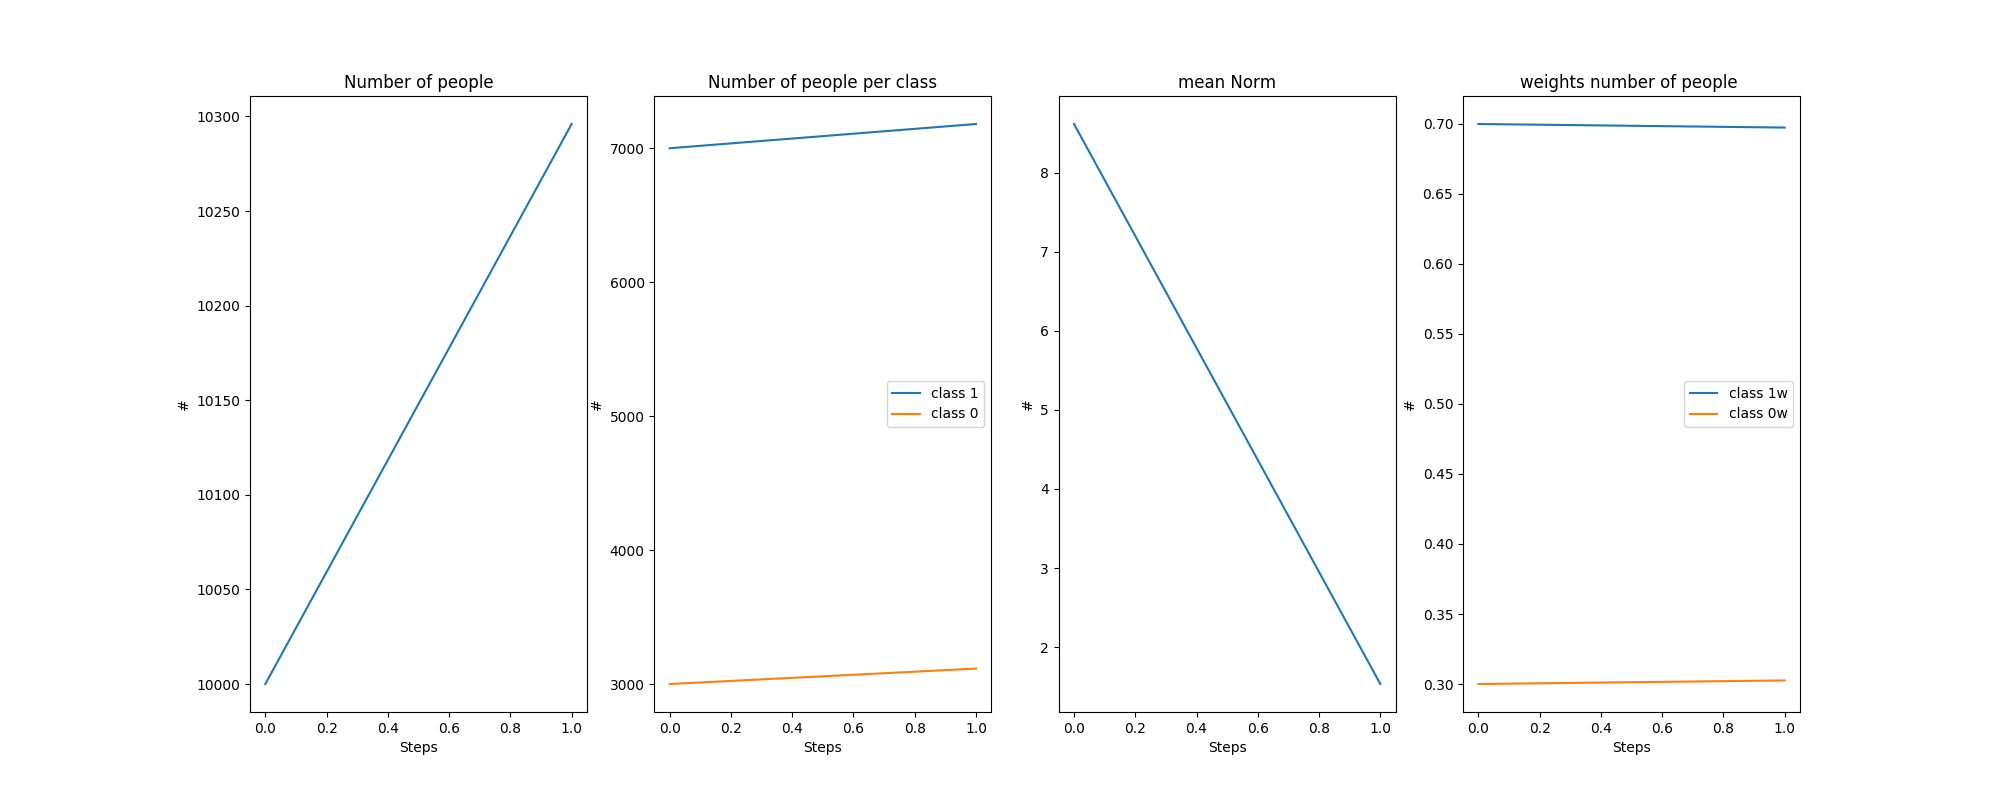 Number of people
10300
10250
10200
10150
10100
10050
10000
#
0.0 0.2 0.4 0.6 0.8 1.0
Steps
Number of people per class
7000
6000
5000
4000
3000
#
class 1
class 0
0.0 0.2 0.4 0.6 0.8 1.0
Steps
mean Norm
8
7
6
5
4
3
2
#
0.0 0.2 0.4 0.6 0.8 1.0
Steps
weights number of people
0.70
0.65
0.60
0.55
0.50
0.45
0.40
0.35
0.30
#
class 1w
class 0w
0.0 0.2 0.4 0.6 0.8 1.0
Steps